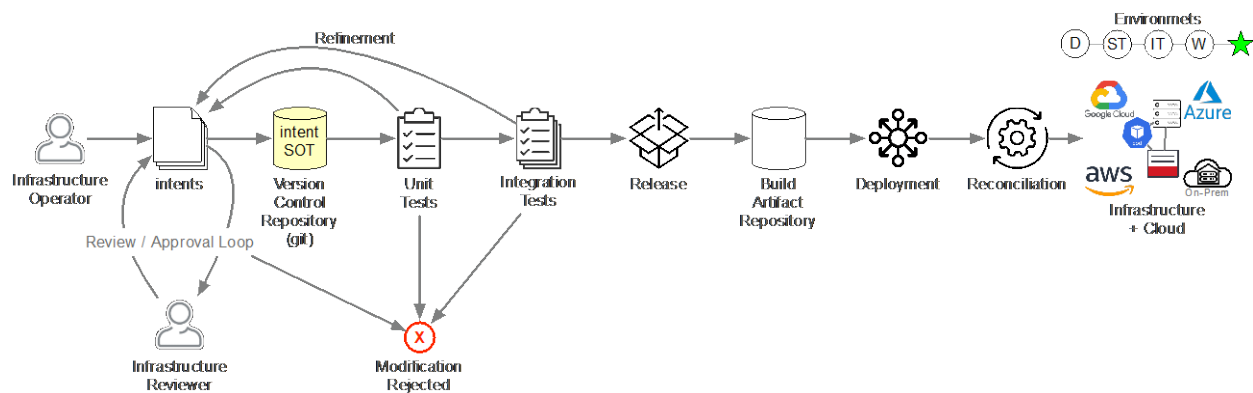 Environmets
D
ST
IT
W
Refinement
Google Cloud
Azure
intent
SOT
pod
aws
On-Prem
Infrastructure
Operator
intents
Version
Control
Repository
(git)
Unit
Tests
Integration
Tests
Release
Build
Artifact
Repository
Deployment
Reconciliation
Infrastructure
+ Cloud
Review / Approval Loop
X
Infrastructure
Reviewer
Modification
Rejected